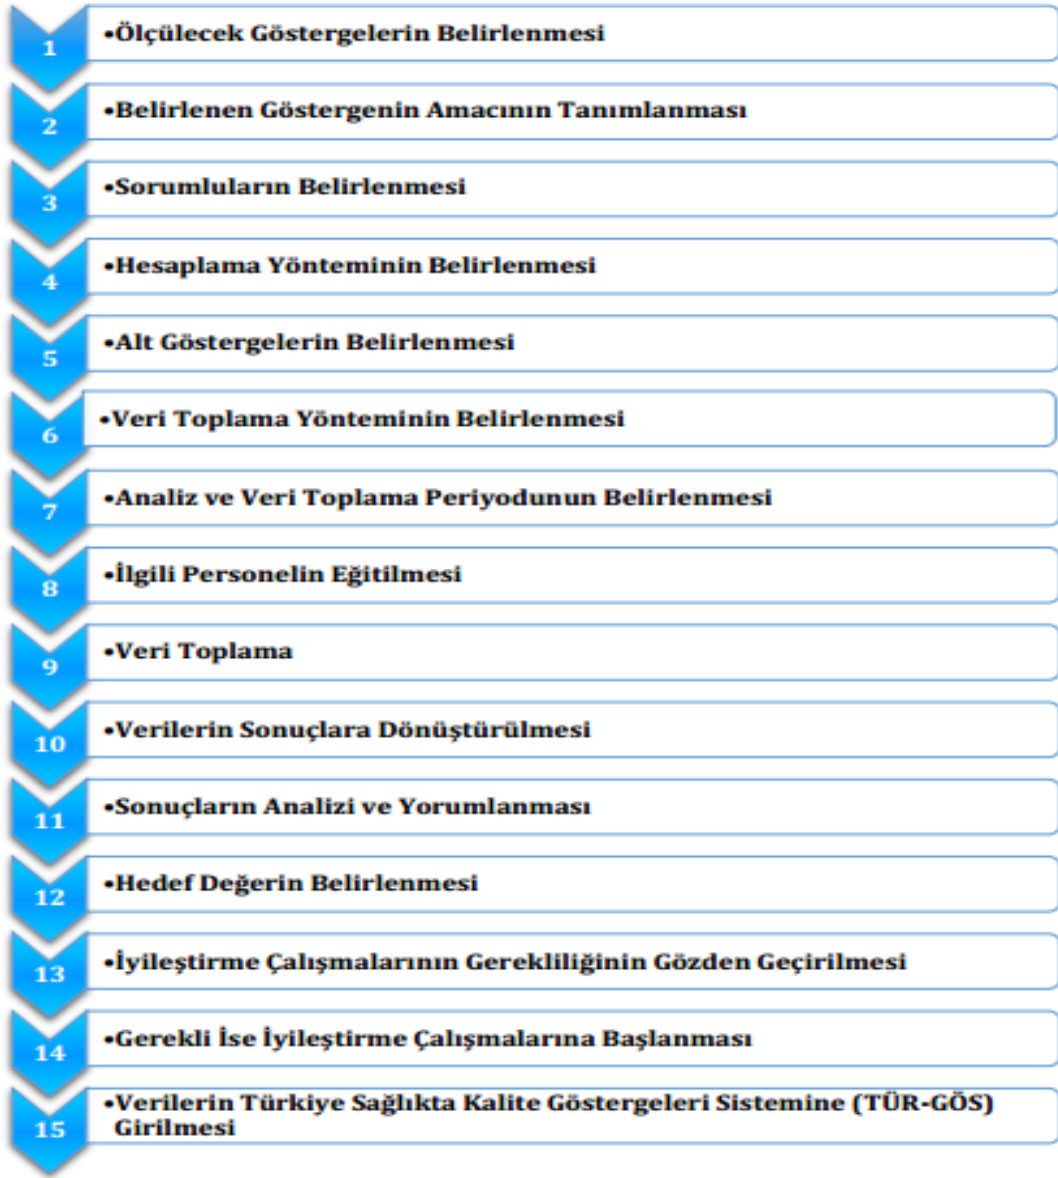 1
•Ölçülecek Göstergelerin Belirlenmesi
2
•Belirlenen Göstergenin Amacının Tanımlanması
3
•Sorumluların Belirlenmesi
4
•Hesaplama Yönteminin Belirlenmesi
5
•Alt Göstergelerin Belirlenmesi
6
•Veri Toplama Yönteminin Belirlenmesi
7
•Analiz ve Veri Toplama Periyodunun Belirlenmesi
8
•İlgili Personelin Eğitilmesi
9
•Veri Toplama
10
•Verilerin Sonuçlara Dönüştürülmesi
11
•Sonuçların Analizi ve Yorumlanması
12
•Hedef Değerin Belirlenmesi
13
•İyileştirme Çalışmalarının Gerekliliğinin Gözden Geçirilmesi
14
•Gerekli İse İyileştirme Çalışmalarına Başlanması
15
•Verilerin Türkiye Sağlıkta Kalite Göstergeleri Sistemine (TÜR-GÖS)
Girilmesi